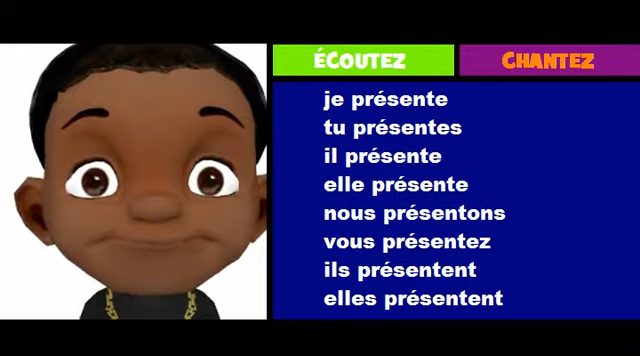 ÉCOUTEZ CHANTEZ
je présente
tu présentes
il présente
elle présente
nous présentons
vous présentez
ils présentent
elles présentent